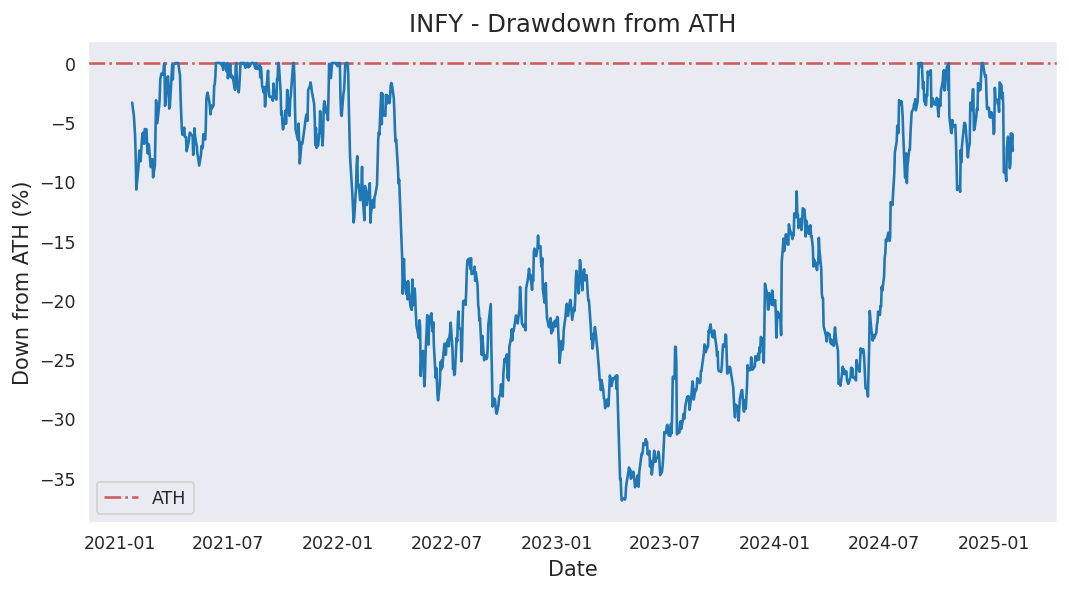 INFY - Drawdown from ATH
Down from ATH (%)
0
−5
−10
−15
−20
−25
−30
−35
ATH
2021-01 2021-07 2022-01 2022-07 2023-01 2023-07 2024-01 2024-07 2025-01
Date